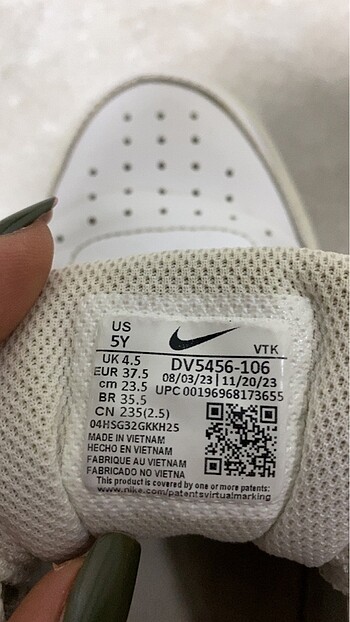 US
5Y
VTK
UK 4.5
DV5456-106
EUR 37.5
08/03/23 | 11/20/23
cm 23.5
UPC 00196968173655
BR 35.5
CN 235(2.5)
04HSG32GKKH2S
MADE IN VIETNAM
HECHO EN VIETNAM
FABRIQUE AU VIETNAM
FABRICADO NO VIETNA
This product is covered by one or more patents:
www.nike.com/patentsvirtualmarking